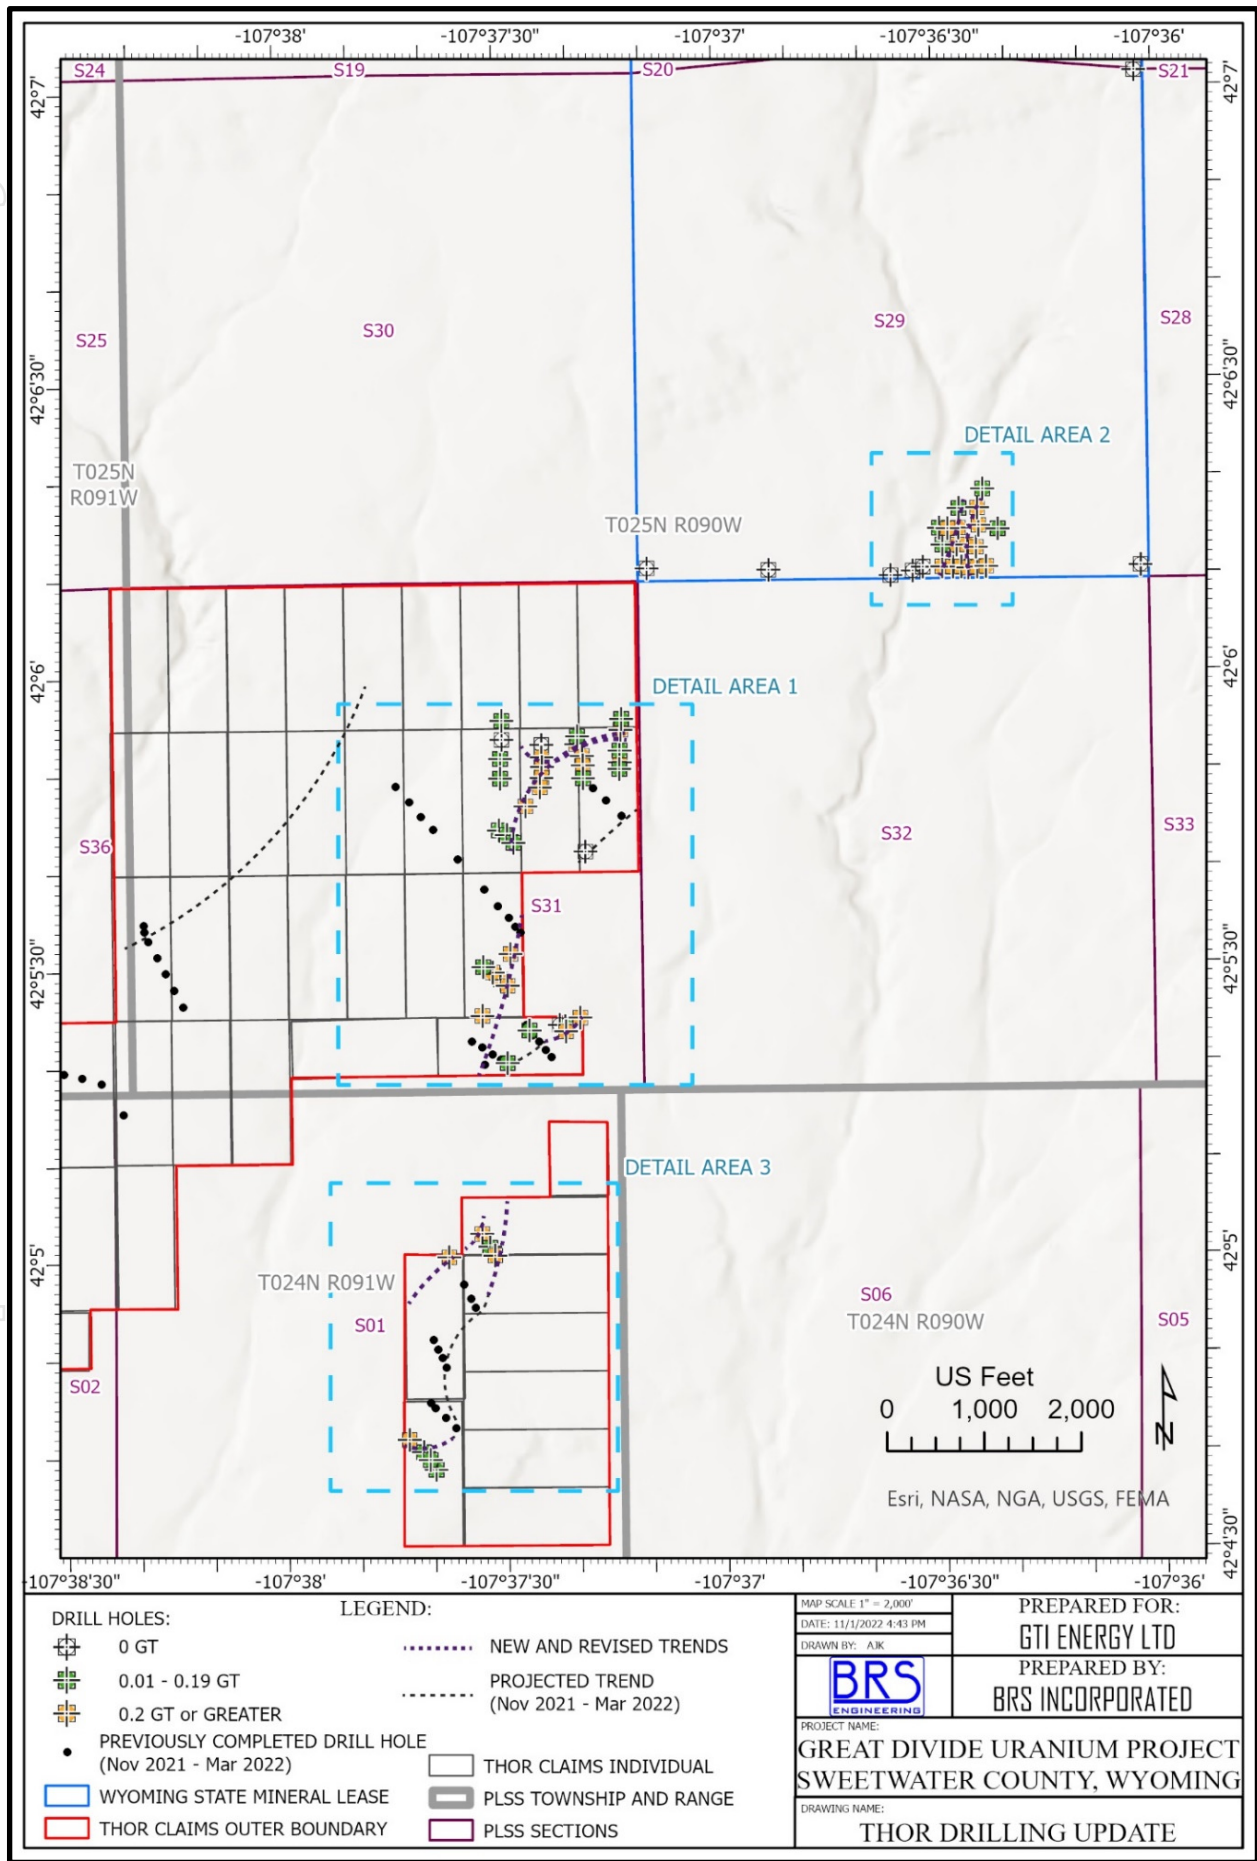 -107°38' -107°37'30" -107°37' -107°36'30" -107°36'
S24 S19 S20 S21
42°7' 42°7'
S25 S30 S29 S28
42°6'30" 42°6'30"
DETAIL AREA 2
T025N
R091W
T025N R090W
42°6' 42°6'
DETAIL AREA 1
S36 S32 S33
S31
42°5'30" 42°5'30"
DETAIL AREA 3
42°5' 42°5'
T024N R091W
S01 S06 S05
T024N R090W
S02
US Feet
0 1,000 2,000
N
Esri, NASA, NGA, USGS, FEMA
42°4'30"
-107°38'30" -107°38' -107°37'30" -107°37' -107°36'30" -107°36'
LEGEND:
DRILL HOLES:
0 GT
0.01 - 0.19 GT
0.2 GT or GREATER
PREVIOUSLY COMPLETED DRILL HOLE
(Nov 2021 - Mar 2022)
WYOMING STATE MINERAL LEASE
THOR CLAIMS OUTER BOUNDARY
NEW AND REVISED TRENDS
PROJECTED TREND
(Nov 2021 - Mar 2022)
THOR CLAIMS INDIVIDUAL
PLSS TOWNSHIP AND RANGE
PLSS SECTIONS
MAP SCALE 1" = 2,000'
DATE: 11/1/2022 4:43 PM
DRAWN BY: AJK
BRS
ENGINEERING
PREPARED FOR:
GTI ENERGY LTD
PREPARED BY:
BRS INCORPORATED
PROJECT NAME:
GREAT DIVIDE URANIUM PROJECT
SWEETWATER COUNTY, WYOMING
DRAWING NAME:
THOR DRILLING UPDATE